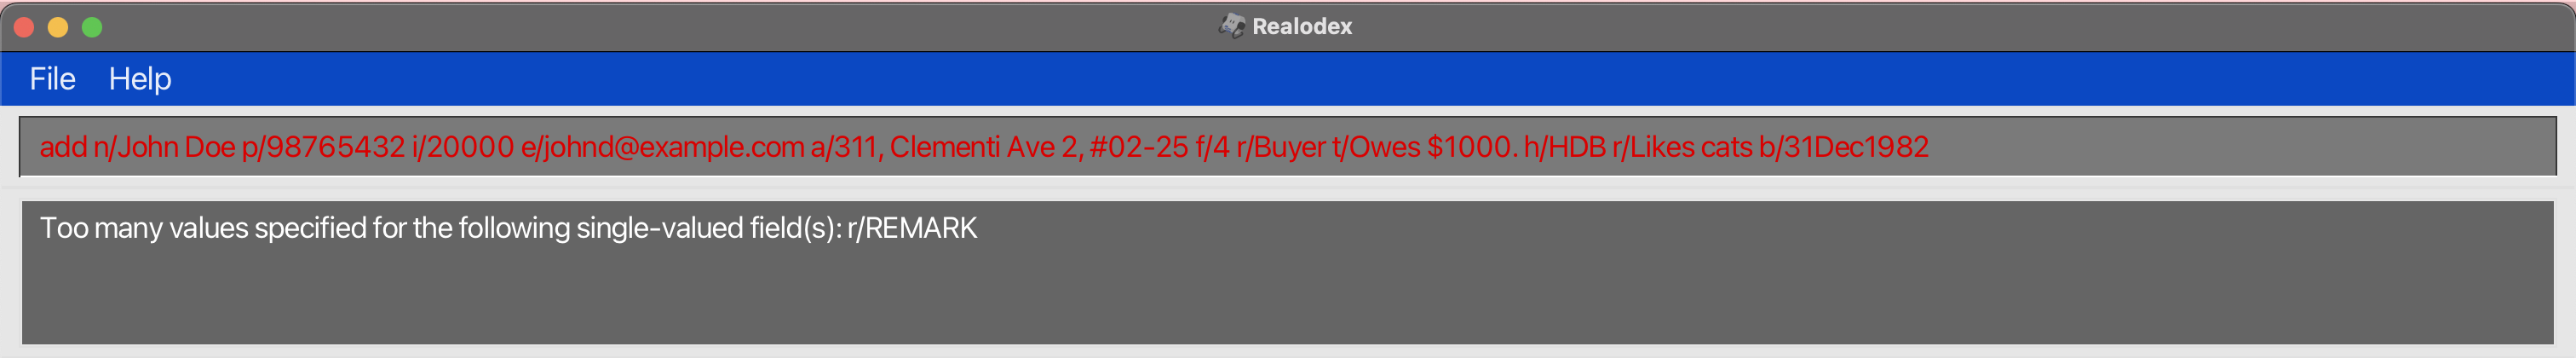 Realodex
File Help
add n/John Doe p/98765432 i/20000 e/johnd@example.com a/311, Clementi Ave 2, #02-25 f/4 r/Buyer t/Owes $1000. h/HDB r/Likes cats b/31Dec1982
Too many values specified for the following single-valued field(s): r/REMARK